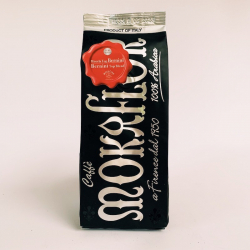 PRODUCT OF ITALY
Caffè
MOKAFLOR
100% Arabica
a Firenze dal 1950